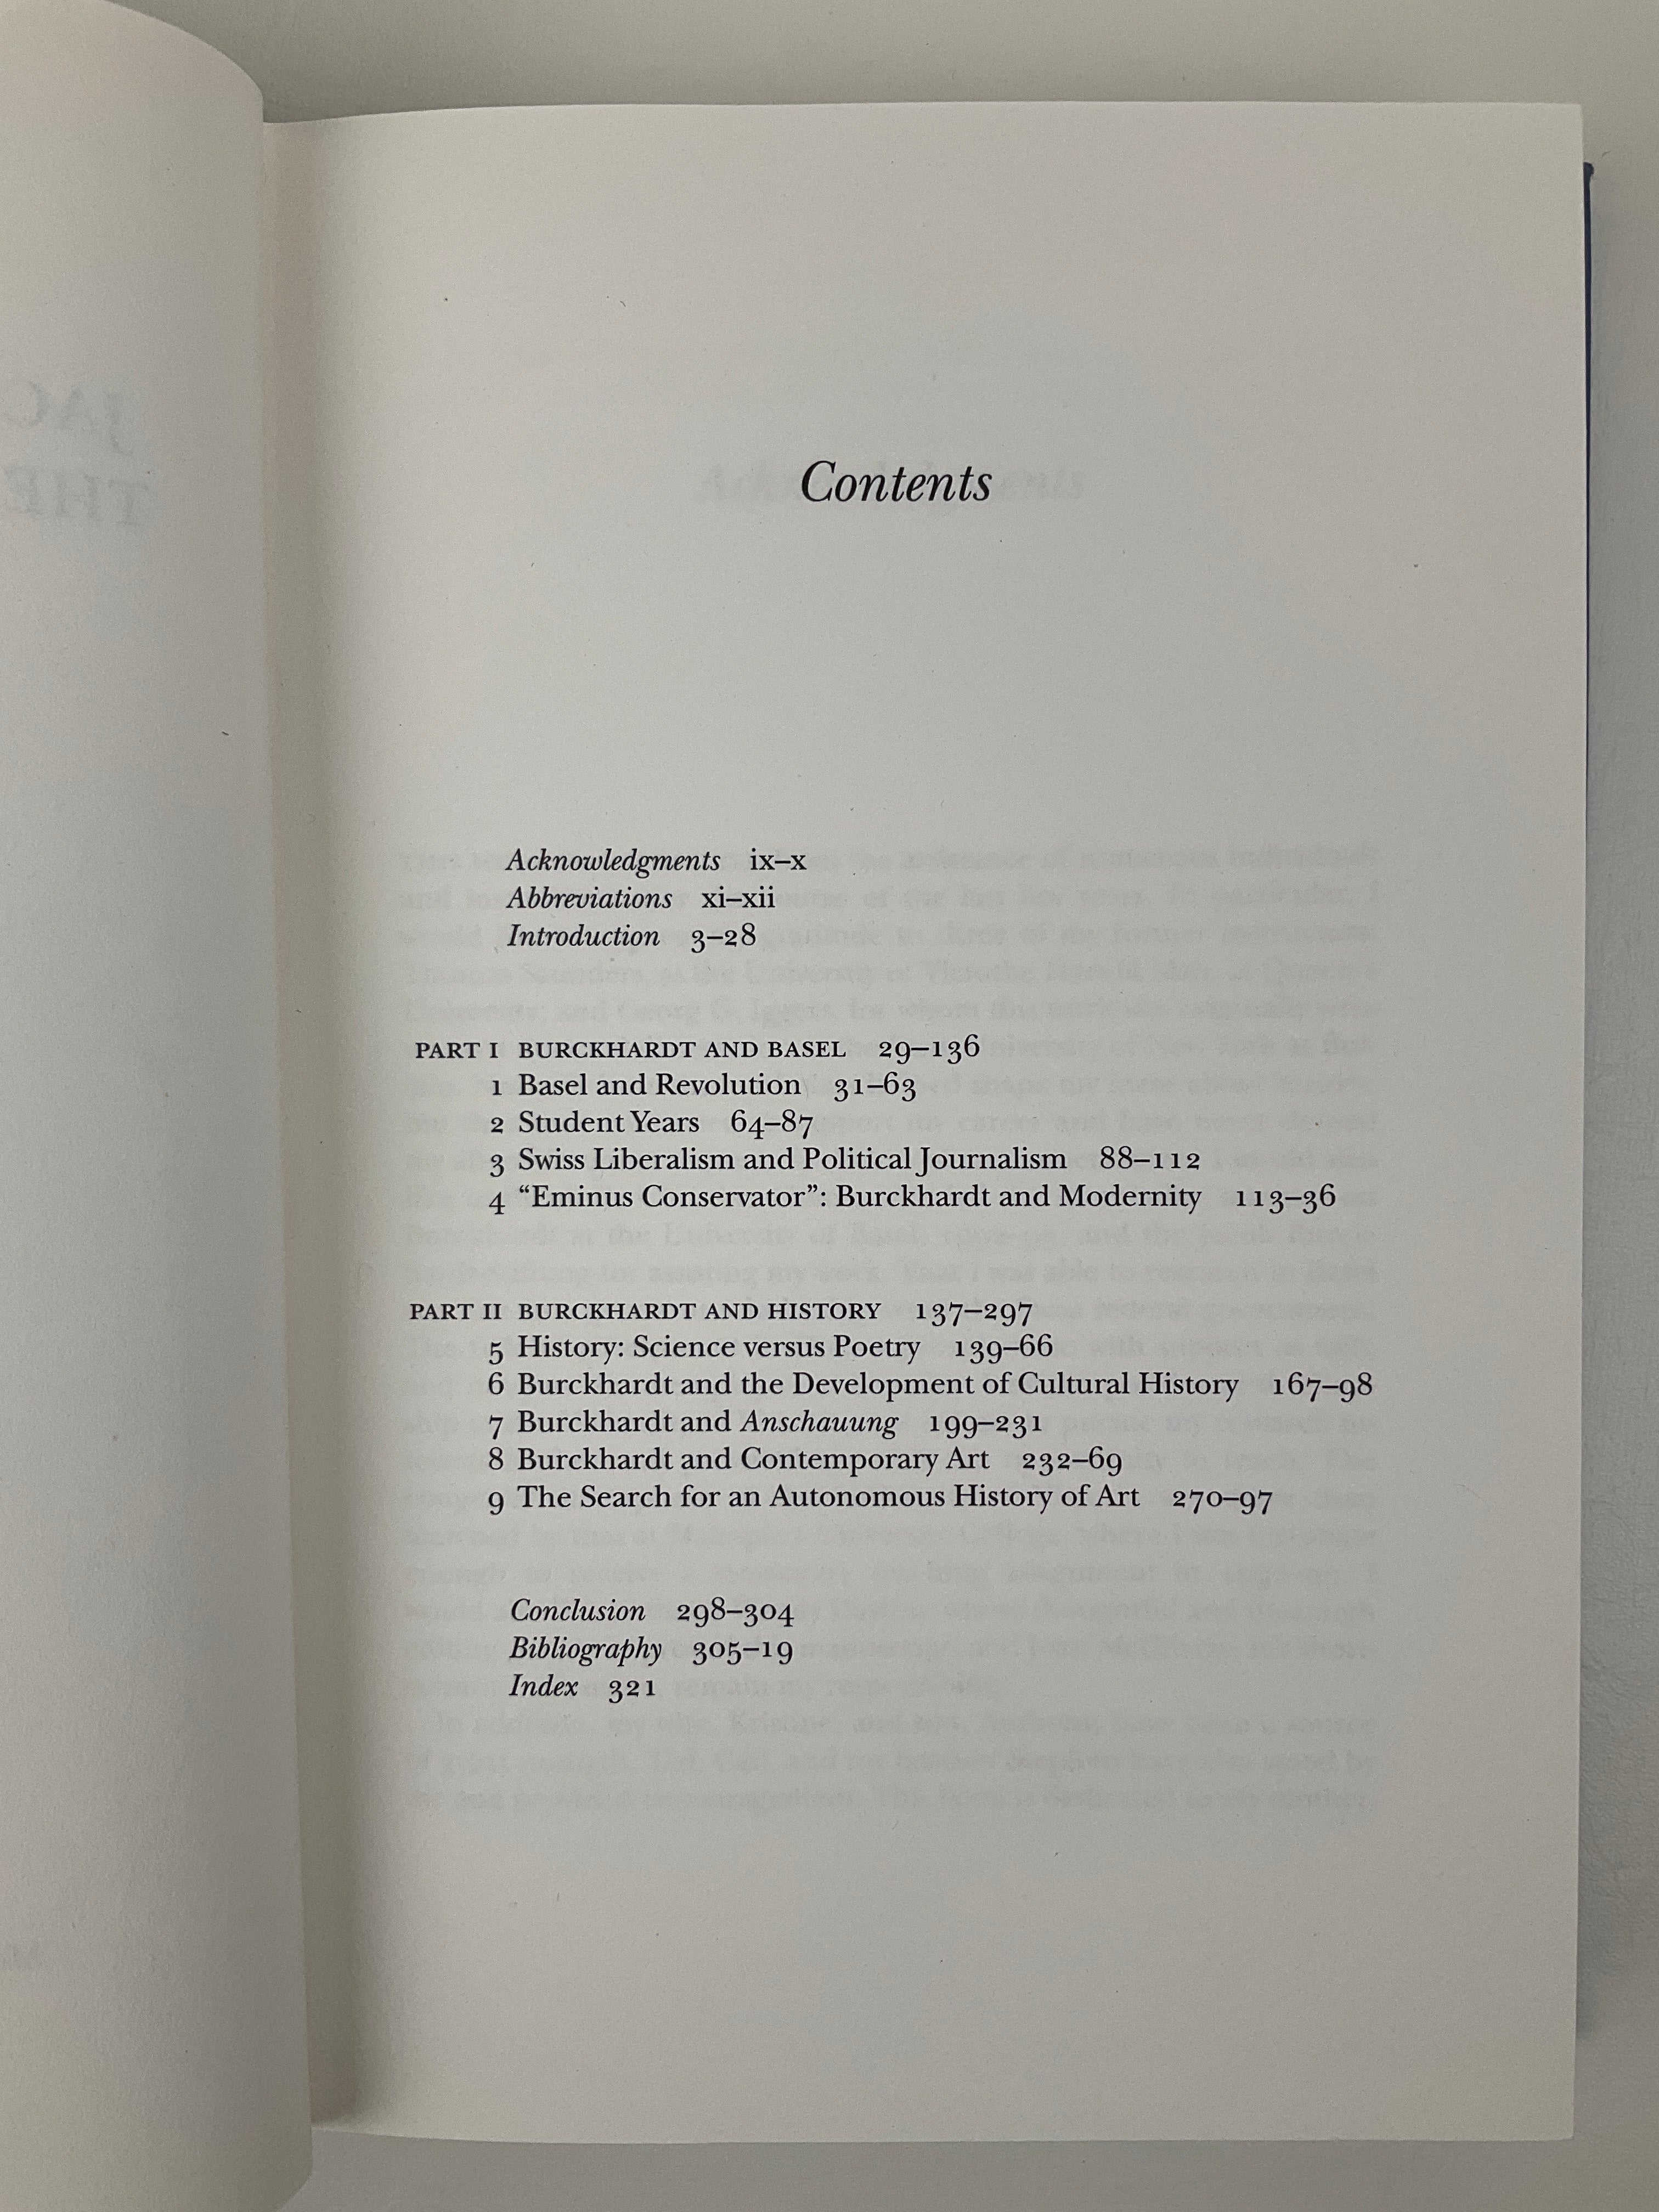 Contents
Acknowledgments ix–x
Abbreviations xi–xii
Introduction 3–28
PART I BURCKHARDT AND BASEL 29–136
1 Basel and Revolution 31–63
2 Student Years 64–87
3 Swiss Liberalism and Political Journalism 88–112
4 “Eminus Conservator”: Burckhardt and Modernity 113–36
PART II BURCKHARDT AND HISTORY 137–297
5 History: Science versus Poetry 139–66
6 Burckhardt and the Development of Cultural History 167–98
7 Burckhardt and Anschauung 199–231
8 Burckhardt and Contemporary Art 232–69
9 The Search for an Autonomous History of Art 270–97
Conclusion 298–304
Bibliography 305–19
Index 321